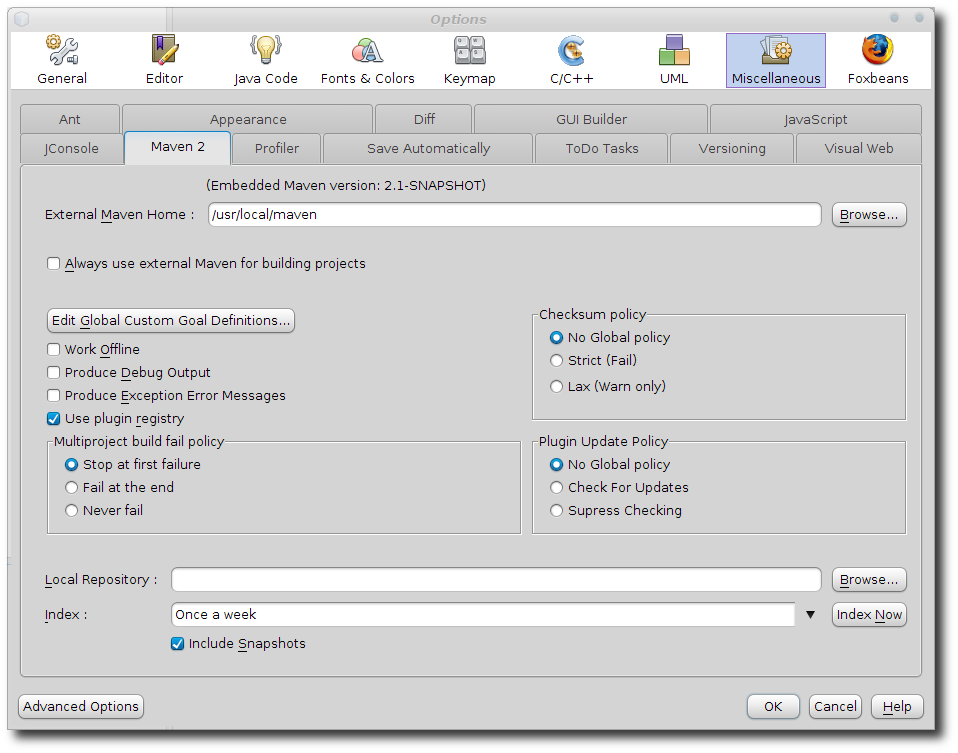 Options
General Editor Java Code Fonts & Colors Keymap C/C++ UML Miscellaneous Foxbeans
Ant Appearance Diff GUI Builder JavaScript
JConsole Maven 2 Profiler Save Automatically ToDo Tasks Versioning Visual Web
(Embedded Maven version: 2.1-SNAPSHOT)
External Maven Home : /usr/local/maven Browse...
Always use external Maven for building projects
Edit Global Custom Goal Definitions...
Work Offline
Produce Debug Output
Produce Exception Error Messages
Use plugin registry
Checksum policy
No Global policy
Strict (Fail)
Lax (Warn only)
Multiproject build fail policy
Stop at first failure
Fail at the end
Never fail
Plugin Update Policy
No Global policy
Check For Updates
Supress Checking
Local Repository : Browse...
Index : Once a week Index Now
Include Snapshots
Advanced Options OK Cancel Help